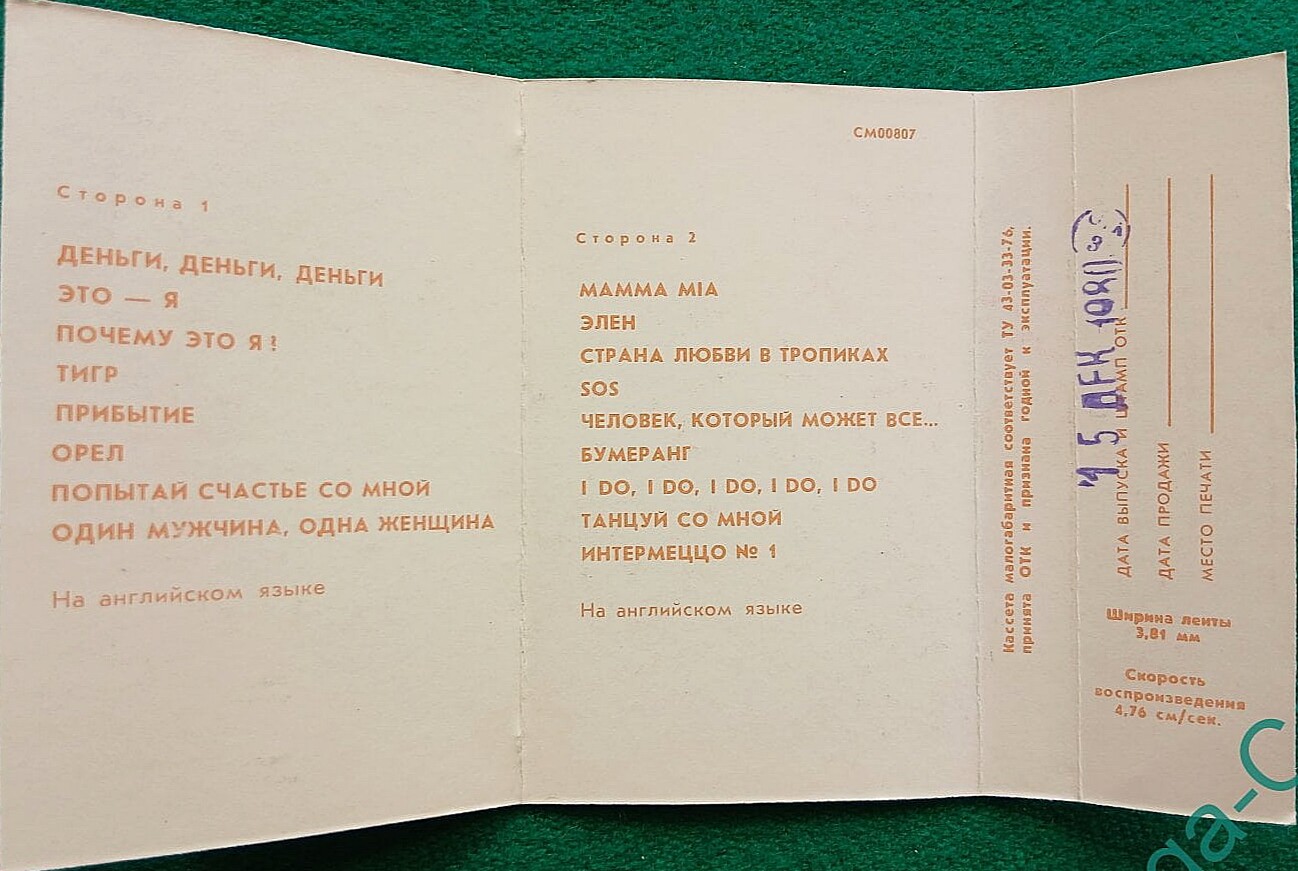 Сторона 1
ДЕНЬГИ, ДЕНЬГИ, ДЕНЬГИ
ЭТО — Я
ПОЧЕМУ ЭТО Я?
ТИГР
ПРИБЫТИЕ
ОРЕЛ
ПОПЫТАЙ СЧАСТЬЕ СО МНОЙ
ОДИН МУЖЧИНА, ОДНА ЖЕНЩИНА
На английском языке
СМ00807
Сторона 2
МАММА MIA
ЭЛЕН
СТРАНА ЛЮБВИ В ТРОПИКАХ
SOS
ЧЕЛОВЕК, КОТОРЫЙ МОЖЕТ ВСЕ...
БУМЕРАНГ
I DO, I DO, I DO, I DO, I DO
ТАНЦУЙ СО МНОЙ
ИНТЕРМЕЦЦО № 1
На английском языке
Кассета малогабаритная соответствует ТУ 43-03-33-76,
принята ОТК и признана годной к эксплуатации.
ДАТА ВЫПУСКА И ШТАМП ОТК
15 ДЕК 1980
ДАТА ПРОДАЖИ
МЕСТО ПЕЧАТИ
Ширина ленты
3,81 мм
Скорость
воспроизведения
4,76 см/сек.
ga-C